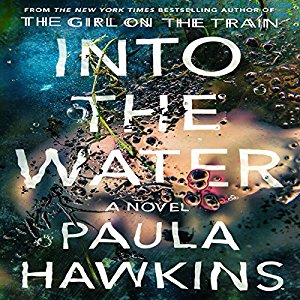 FROM THE NEW YORK TIMES BESTSELLING AUTHOR OF
THE GIRL ON THE TRAIN
INTO
THE
WATER
A NOVEL
PAULA
HAWKINS